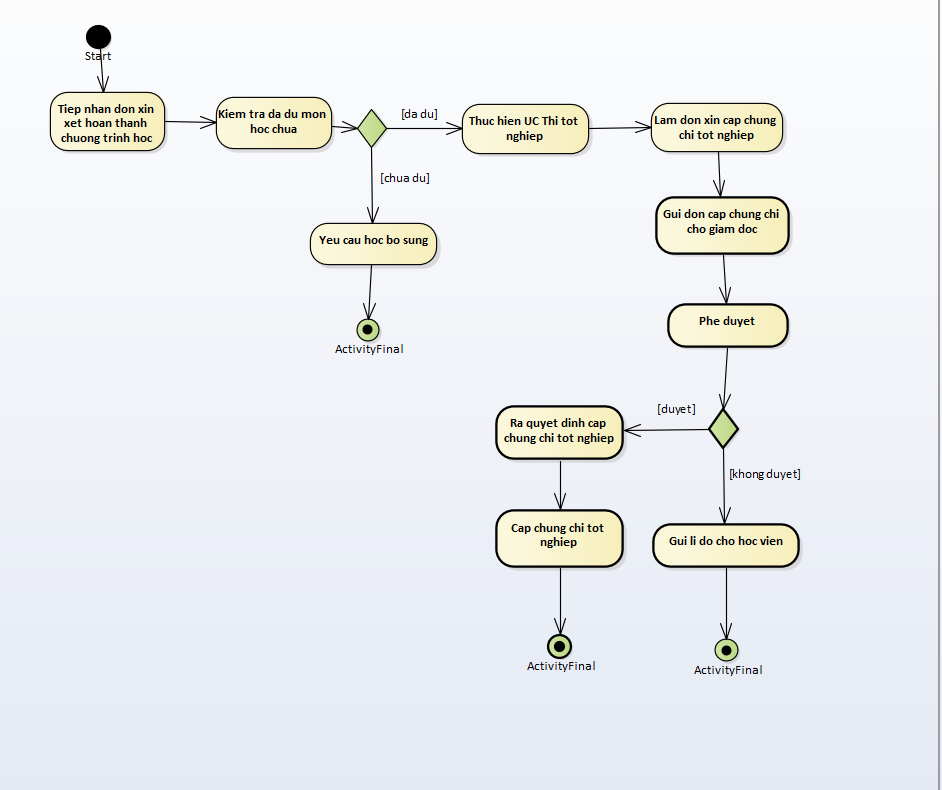 Start
Tiep nhan don xin
xet hoan thanh
chuong trinh hoc
Kiem tra da du mon
hoc chua
[da du]
Thuc hien UC Thi tot
nghiep
Lam don xin cap chung
chi tot nghiep
[chua du]
Yeu cau hoc bo sung
ActivityFinal
Gui don cap chung chi
cho giam doc
Phe duyet
[duyet]
Ra quyet dinh cap
chung chi tot nghiep
[khong duyet]
Cap chung chi tot
nghiep
Gui li do cho hoc vien
ActivityFinal
ActivityFinal